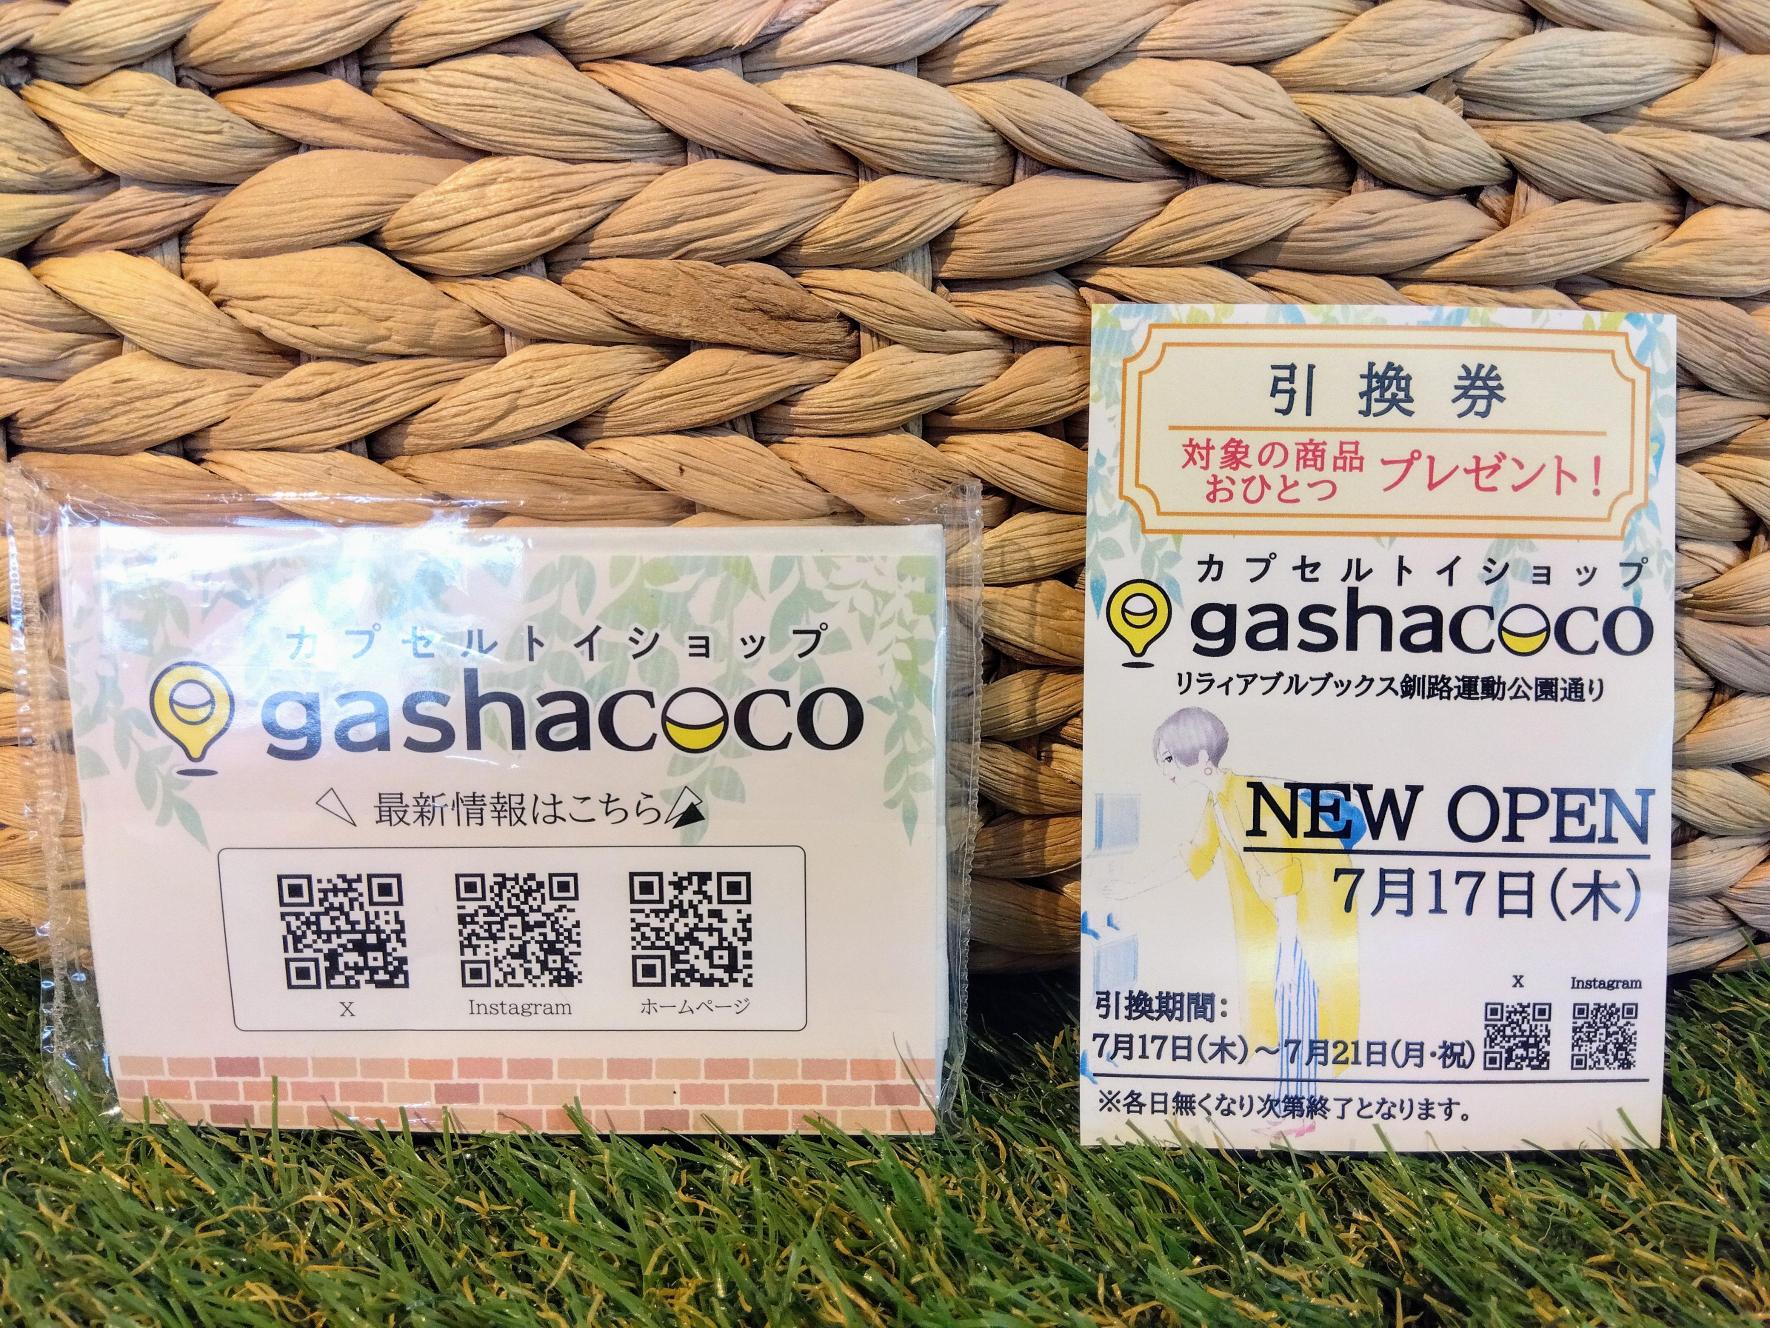 カプセルトイショップ
gashacoco
最新情報はこちら
X
Instagram
ホームページ
引換券
対象の商品
おひとつ
プレゼント！
カプセルトイショップ
gashacoco
リラィアブルブックス釧路運動公園通り
NEW OPEN
7月17日(木)
X
Instagram
引換期間：
7月17日(木)～7月21日(月・祝)
※各日無くなり次第終了となります。